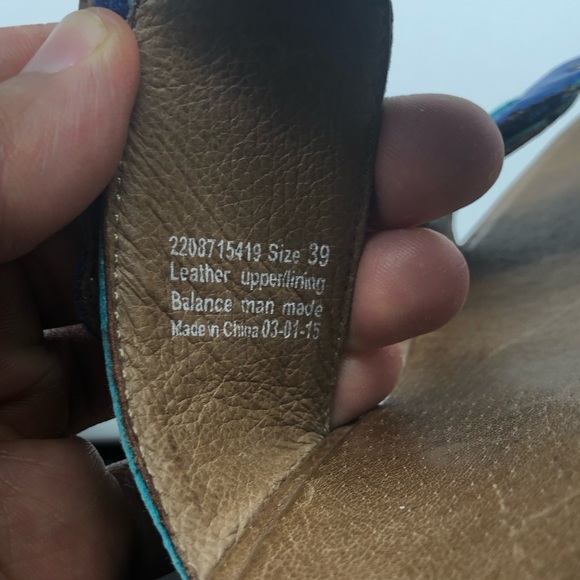 2208715419 Size 39
Leather upper/lining
Balance man made
Made in China 03-01-15